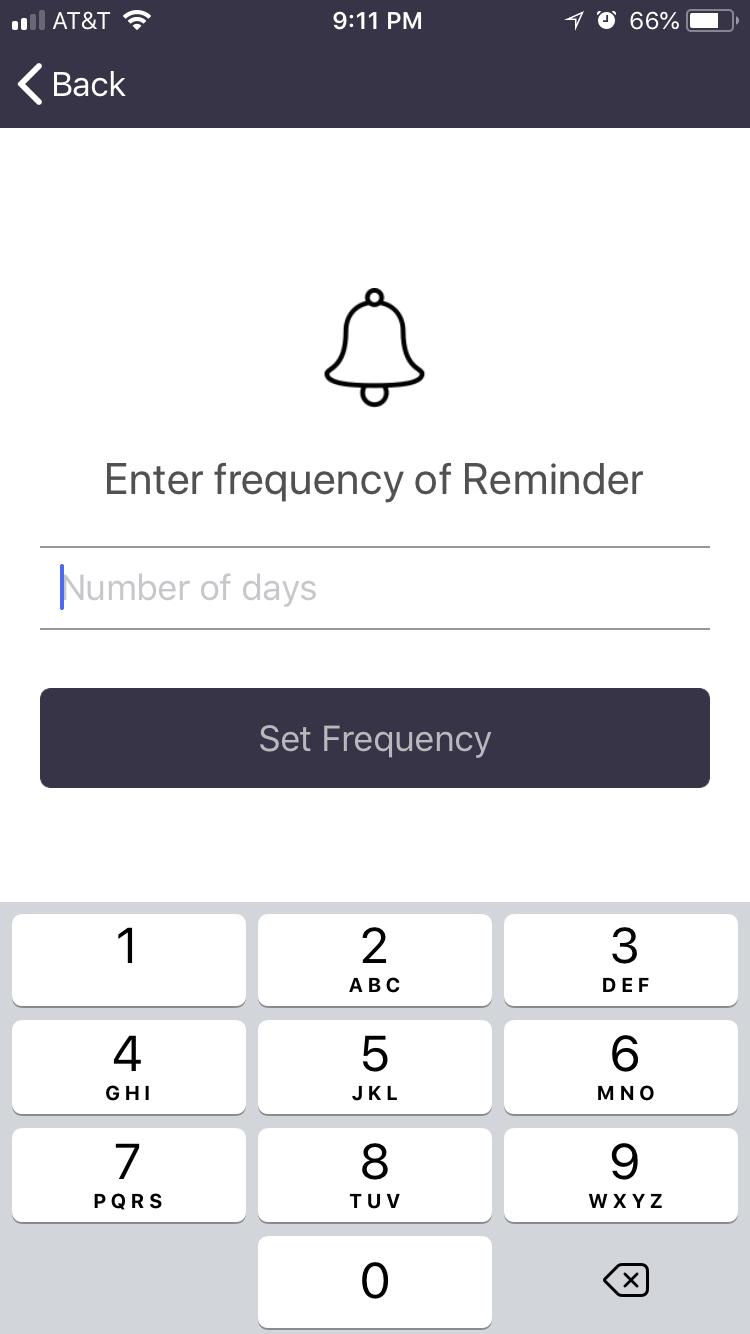 AT&T 9:11 PM 66%
Back
Enter frequency of Reminder
Number of days
Set Frequency
1 2 3
ABC DEF
4 5 6
GHI JKL MNO
7 8 9
PQRS TUV WXYZ
0